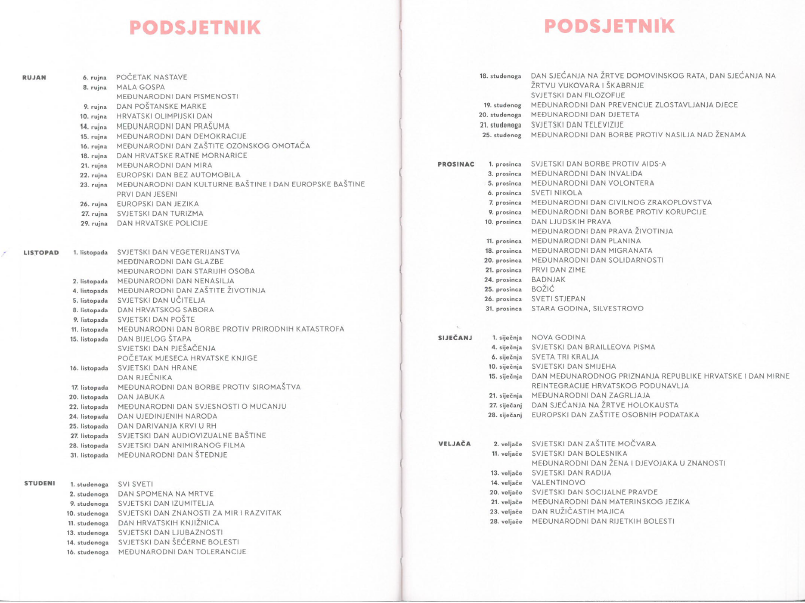 PODSJETNIK
RUJAN 6. rujna POČETAK NASTAVE
8. rujna MALA GOSPA
MEĐUNARODNI DAN PISMENOSTI
9. rujna DAN POŠTANSKE MARKE
10. rujna HRVATSKI OLIMPIJSKI DAN
14. rujna MEĐUNARODNI DAN PRAŠUMA
15. rujna MEĐUNARODNI DAN DEMOKRACIJE
16. rujna MEĐUNARODNI DAN ZAŠTITE OZONSKOG OMOTAČA
18. rujna DAN HRVATSKE RATNE MORNARICE
21. rujna MEĐUNARODNI DAN MIRA
22. rujna EUROPSKI DAN BEZ AUTOMOBILA
23. rujna MEĐUNARODNI DAN KULTURNE BAŠTINE I DAN EUROPSKE BAŠTINE
PRVI DAN JESENI
26. rujna EUROPSKI DAN JEZIKA
27. rujna SVJETSKI DAN TURIZMA
29. rujna DAN HRVATSKE POLICIJE
LISTOPAD 1. listopada SVJETSKI DAN VEGETERIJANSTVA
MEĐUNARODNI DAN GLAZBE
MEĐUNARODNI DAN STARIJIH OSOBA
2. listopada MEĐUNARODNI DAN NENASILJA
4. listopada MEĐUNARODNI DAN ZAŠTITE ŽIVOTINJA
5. listopada SVJETSKI DAN UČITELJA
8. listopada DAN HRVATSKOG SABORA
9. listopada SVJETSKI DAN POŠTE
11. listopada MEĐUNARODNI DAN BORBE PROTIV PRIRODNIH KATASTROFA
15. listopada DAN BIJELOG ŠTAPA
SVJETSKI DAN PJEŠAČENJA
POČETAK MJESECA HRVATSKE KNJIGE
16. listopada SVJETSKI DAN HRANE
DAN RJEČNIKA
17. listopada MEĐUNARODNI DAN BORBE PROTIV SIROMAŠTVA
20. listopada DAN JABUKA
22. listopada MEĐUNARODNI DAN SVJESNOSTI O MUCANJU
24. listopada DAN UJEDINJENIH NARODA
25. listopada DAN DARIVANJA KRVI U RH
27. listopada SVJETSKI DAN AUDIOVIZUALNE BAŠTINE
28. listopada SVJETSKI DAN ANIMIRANOG FILMA
31. listopada MEĐUNARODNI DAN ŠTEDNJE
STUDENI 1. studenoga SVI SVETI
2. studenoga DAN SPOMENA NA MRTVE
9. studenoga SVJETSKI DAN IZUMITELJA
10. studenoga SVJETSKI DAN ZNANOSTI ZA MIR I RAZVITAK
11. studenoga DAN HRVATSKIH KNJIŽNICA
13. studenoga SVJETSKI DAN LJUBAZNOSTI
14. studenoga SVJETSKI DAN ŠEĆERNE BOLESTI
16. studenoga MEĐUNARODNI DAN TOLERANCIJE
PODSJETNIK
18. studenoga DAN SJEĆANJA NA ŽRTVE DOMOVINSKOG RATA, DAN SJEĆANJA NA
ŽRTVU VUKOVARA I ŠKABRNJE
SVJETSKI DAN FILOZOFIJE
19. studenog MEĐUNARODNI DAN PREVENCIJE ZLOSTAVLJANJA DJECE
20. studenoga MEĐUNARODNI DAN DJETETA
21. studenoga SVJETSKI DAN TELEVIZIJE
25. studenog MEĐUNARODNI DAN BORBE PROTIV NASILJA NAD ŽENAMA
PROSINAC 1. prosinca SVJETSKI DAN BORBE PROTIV AIDS-A
3. prosinca MEĐUNARODNI DAN INVALIDA
5. prosinca MEĐUNARODNI DAN VOLONTERA
6. prosinca SVETI NIKOLA
7. prosinca MEĐUNARODNI DAN CIVILNOG ZRAKOPLOVSTVA
9. prosinca MEĐUNARODNI DAN BORBE PROTIV KORUPCIJE
10. prosinca DAN LJUDSKIH PRAVA
MEĐUNARODNI DAN PRAVA ŽIVOTINJA
11. prosinca MEĐUNARODNI DAN PLANINA
18. prosinca MEĐUNARODNI DAN MIGRANATA
20. prosinca MEĐUNARODNI DAN SOLIDARNOSTI
21. prosinca PRVI DAN ZIME
24. prosinca BADNJAK
25. prosinca BOŽIĆ
26. prosinca SVETI STJEPAN
31. prosinca STARA GODINA, SILVESTROVO
SIJEČANJ 1. siječnja NOVA GODINA
4. siječnja SVJETSKI DAN BRAILLEOVA PISMA
6. siječnja SVETA TRI KRALJA
10. siječnja SVJETSKI DAN SMIJEHA
15. siječnja DAN MEĐUNARODNOG PRIZNANJA REPUBLIKE HRVATSKE I DAN MIRNE
REINTEGRACIJE HRVATSKOG PODUNAVLJA
21. siječnja MEĐUNARODNI DAN ZAGRLJAJA
27. siječanj DAN SJEĆANJA NA ŽRTVE HOLOKAUSTA
28. siječanj EUROPSKI DAN ZAŠTITE OSOBNIH PODATAKA
VELJAČA 2. veljače SVJETSKI DAN ZAŠTITE MOČVARA
11. veljače SVJETSKI DAN BOLESNIKA
MEĐUNARODNI DAN ŽENA I DJEVOJAKA U ZNANOSTI
13. veljače SVJETSKI DAN RADIJA
14. veljače VALENTINOVO
20. veljače SVJETSKI DAN SOCIJALNE PRAVDE
21. veljače MEĐUNARODNI DAN MATERINSKOG JEZIKA
23. veljače DAN RUŽIČASTIH MAJICA
28. veljače MEĐUNARODNI DAN RIJETKIH BOLESTI